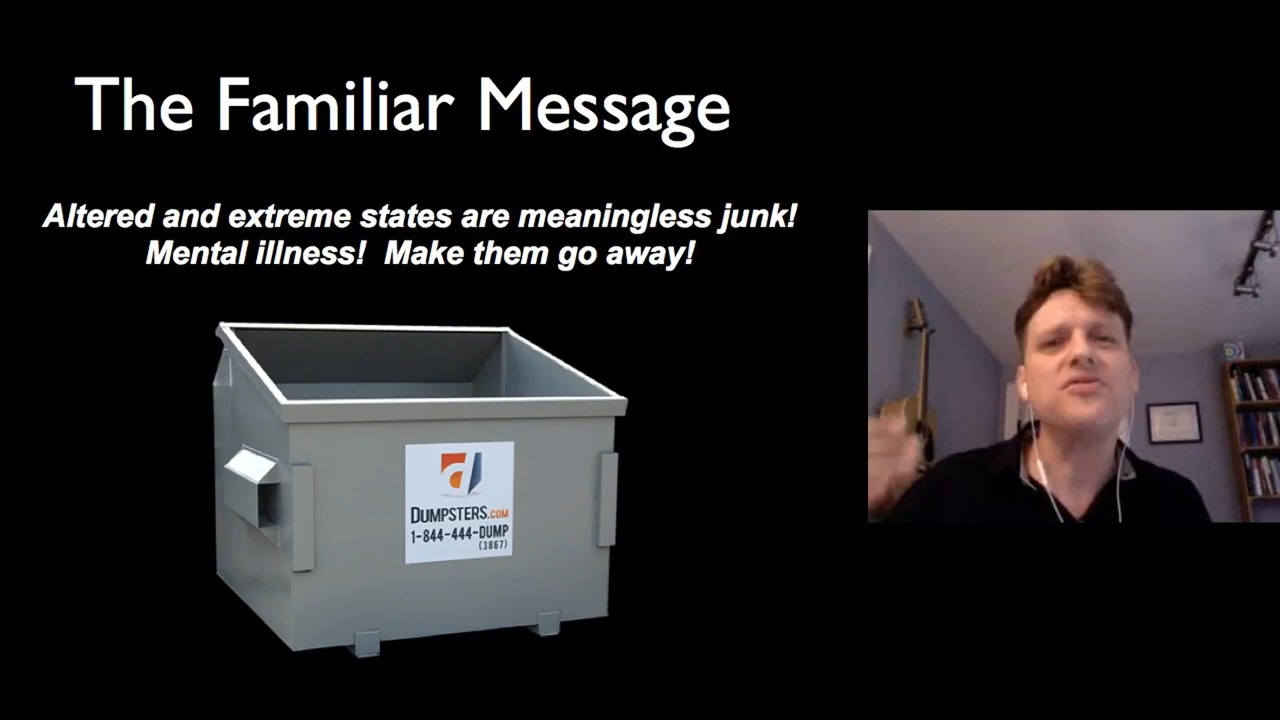 The Familiar Message
Altered and extreme states are meaningless junk!
Mental illness!  Make them go away!
DUMPSTERS.COM
1-844-444-DUMP
(3867)